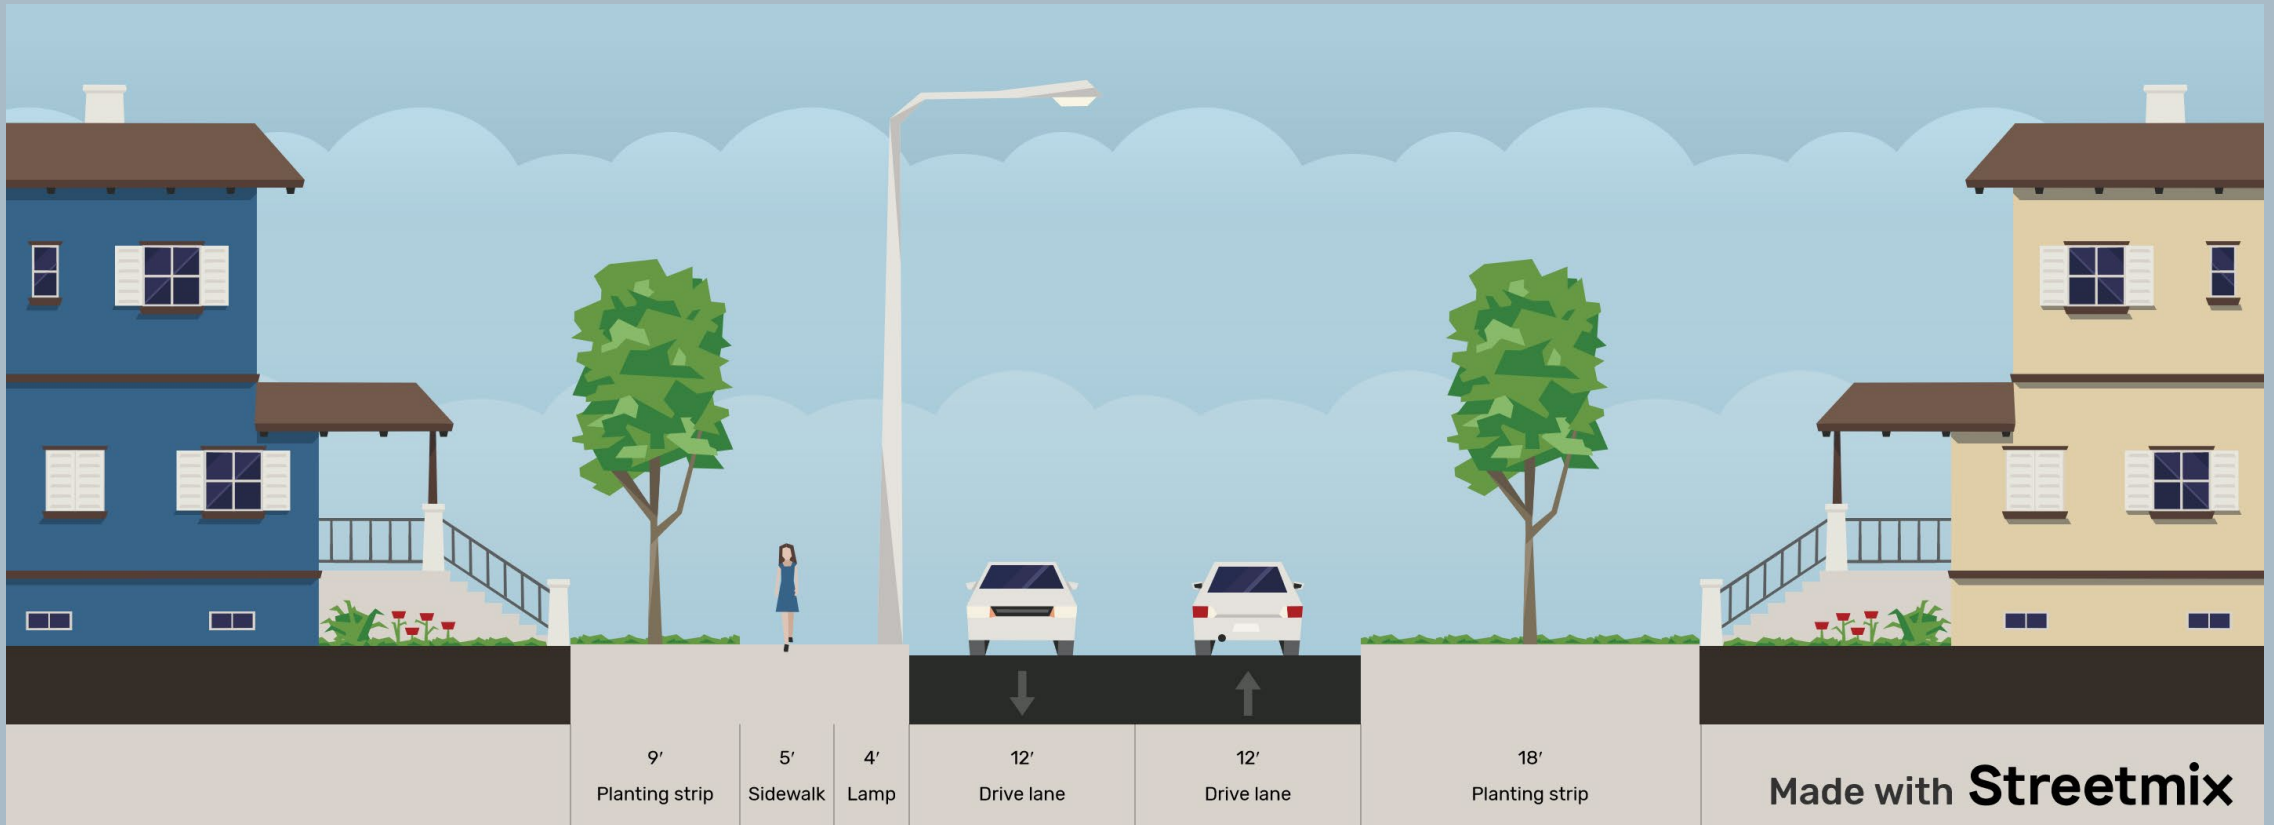 9′
Planting strip
5′
Sidewalk
4′
Lamp
12′
Drive lane
12′
Drive lane
18′
Planting strip
Made with Streetmix